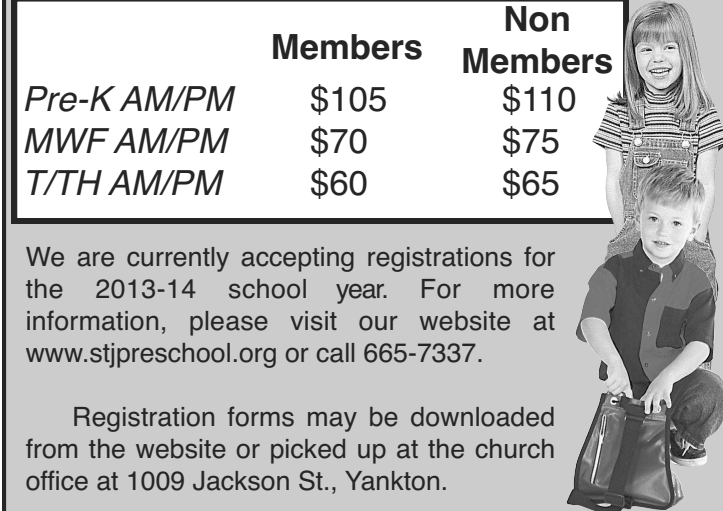 Members Non Members
Pre-K AM/PM $105 $110
MWF AM/PM $70 $75
T/TH AM/PM $60 $65
We are currently accepting registrations for
the 2013-14 school year. For more
information, please visit our website at
www.stjpreschool.org or call 665-7337.
Registration forms may be downloaded
from the website or picked up at the church
office at 1009 Jackson St., Yankton.